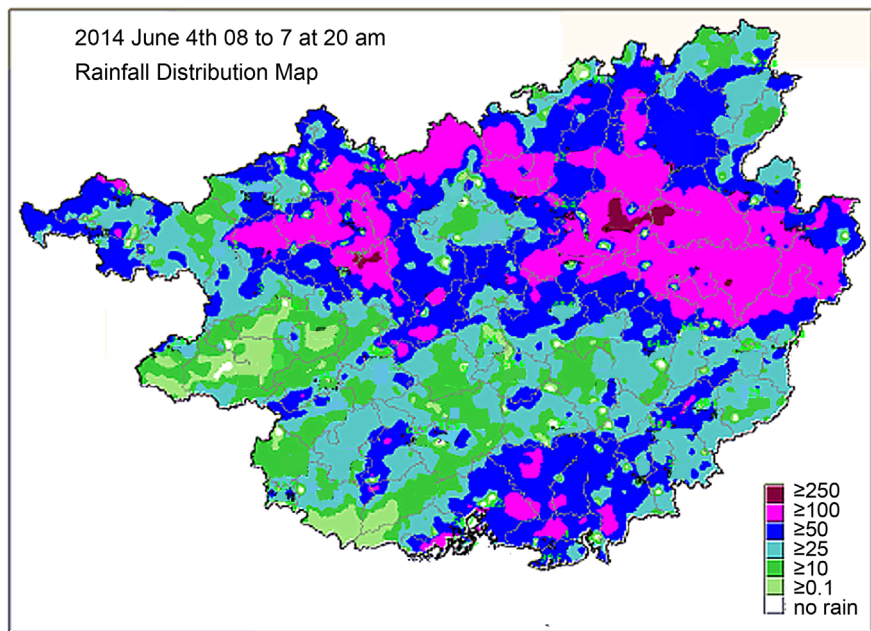 2014 June 4th 08 to 7 at 20 am
Rainfall Distribution Map
≥250
≥100
≥50
≥25
≥10
≥0.1
no rain